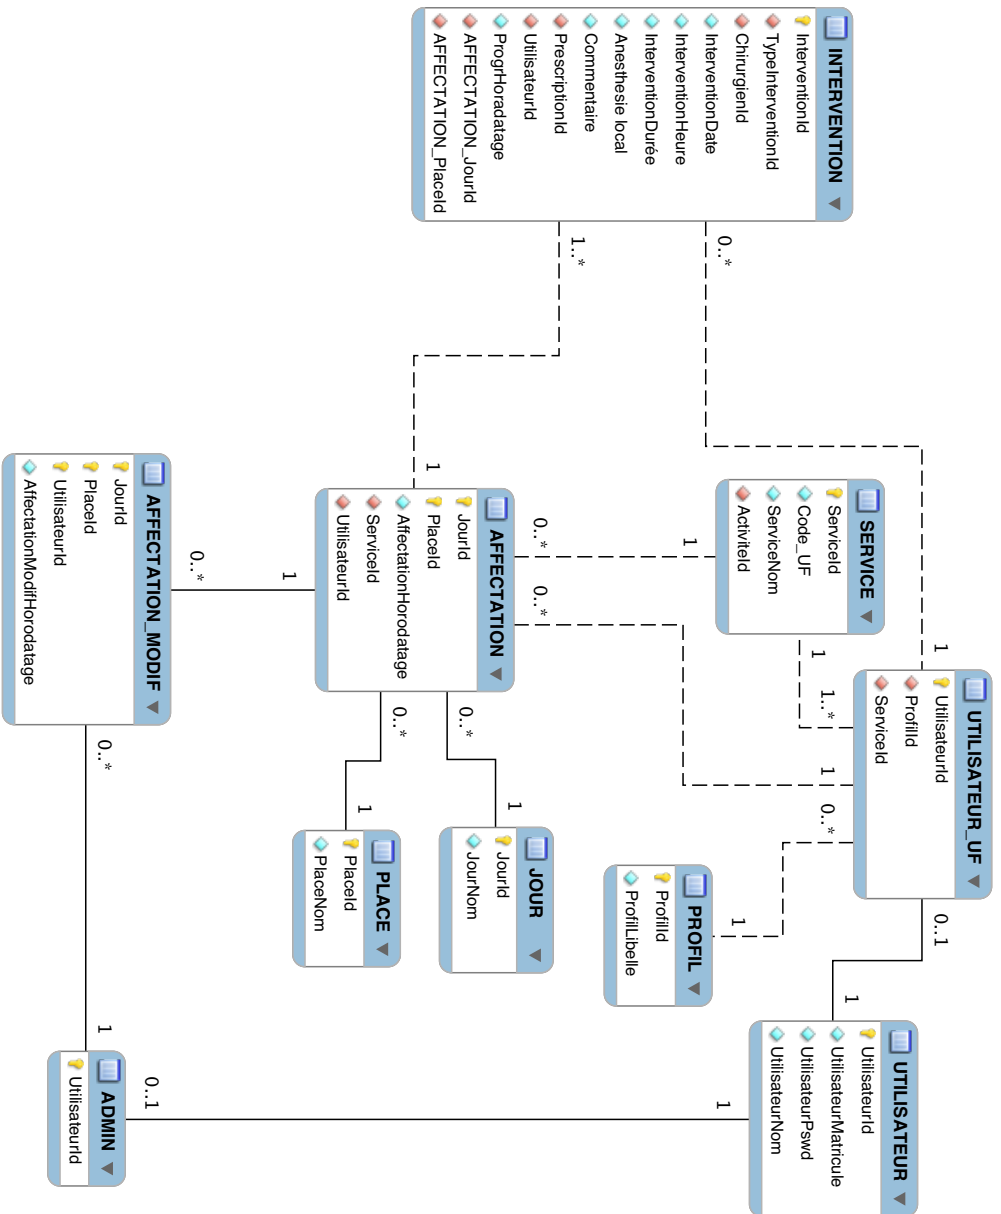 INTERVENTION
InterventionId
TypeInterventionId
ChirurgienId
InterventionDate
InterventionHeure
InterventionDurée
Anesthesie local
Commentaire
PrescriptionId
UtilisateurId
ProgrHoradatage
AFFECTATION_JourId
AFFECTATION_PlaceId
0..*
1..*
1
1
SERVICE
ServiceId
Code_UF
ServiceNom
ActiviteId
1
1
0..*
0..*
1..*
UTILISATEUR_UF
UtilisateurId
ProfilId
ServiceId
1
0..*
0..1
AFFECTATION
JourId
PlaceId
AffectationHorodatage
ServiceId
UtilisateurId
1
0..*
0..*
0..*
AFFECTATION_MODIF
JourId
PlaceId
UtilisateurId
AffectationModifHorodatage
0..*
1
1
JOUR
JourId
JourNom
PLACE
PlaceId
PlaceNom
1
PROFIL
ProfilId
ProfilLibelle
1
UTILISATEUR
UtilisateurId
UtilisateurMatricule
UtilisateurPswd
UtilisateurNom
1
0..1
1
ADMIN
UtilisateurId